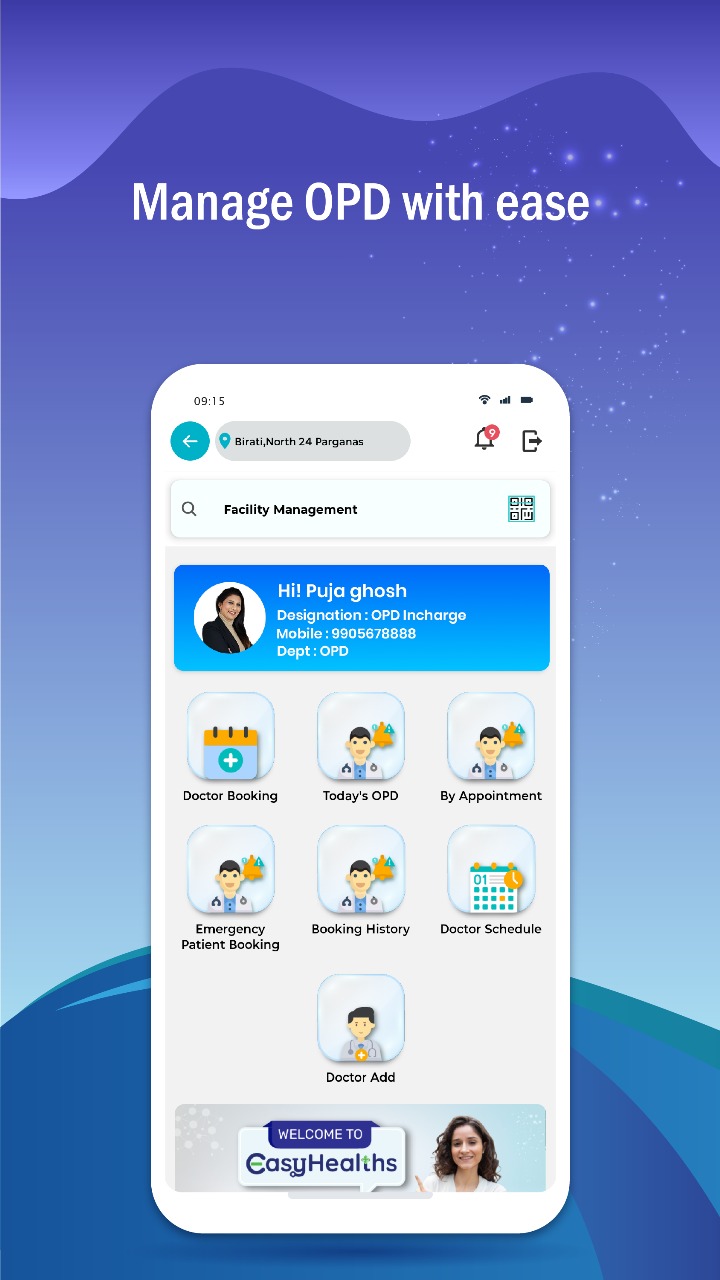 Manage OPD with ease
09:15
Birati,North 24 Parganas
9
Facility Management
Hi! Puja ghosh
Designation : OPD Incharge
Mobile : 9905678888
Dept : OPD
Doctor Booking
Today's OPD
By Appointment
Emergency
Patient Booking
Booking History
01
Doctor Schedule
Doctor Add
WELCOME TO
EasyHealths